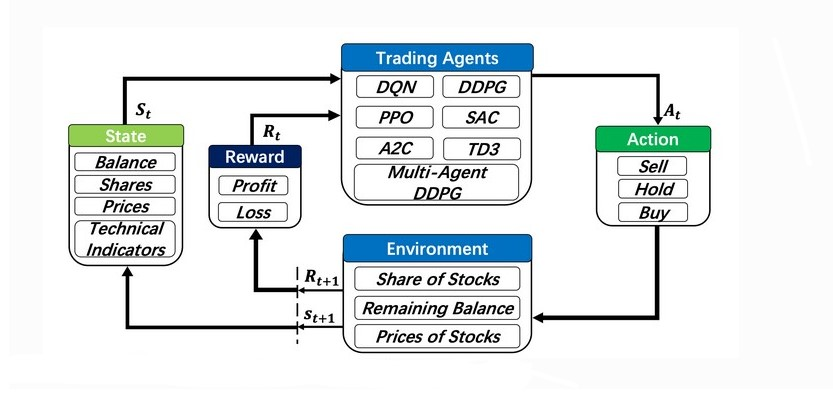 Trading Agents
DQN
DDPG
PPO
SAC
A2C
TD3
Multi-Agent
DDPG
S_t
R_t
A_t
State
Balance
Shares
Prices
Technical
Indicators
Reward
Profit
Loss
Action
Sell
Hold
Buy
Environment
Share of Stocks
Remaining Balance
Prices of Stocks
R_{t+1}
s_{t+1}